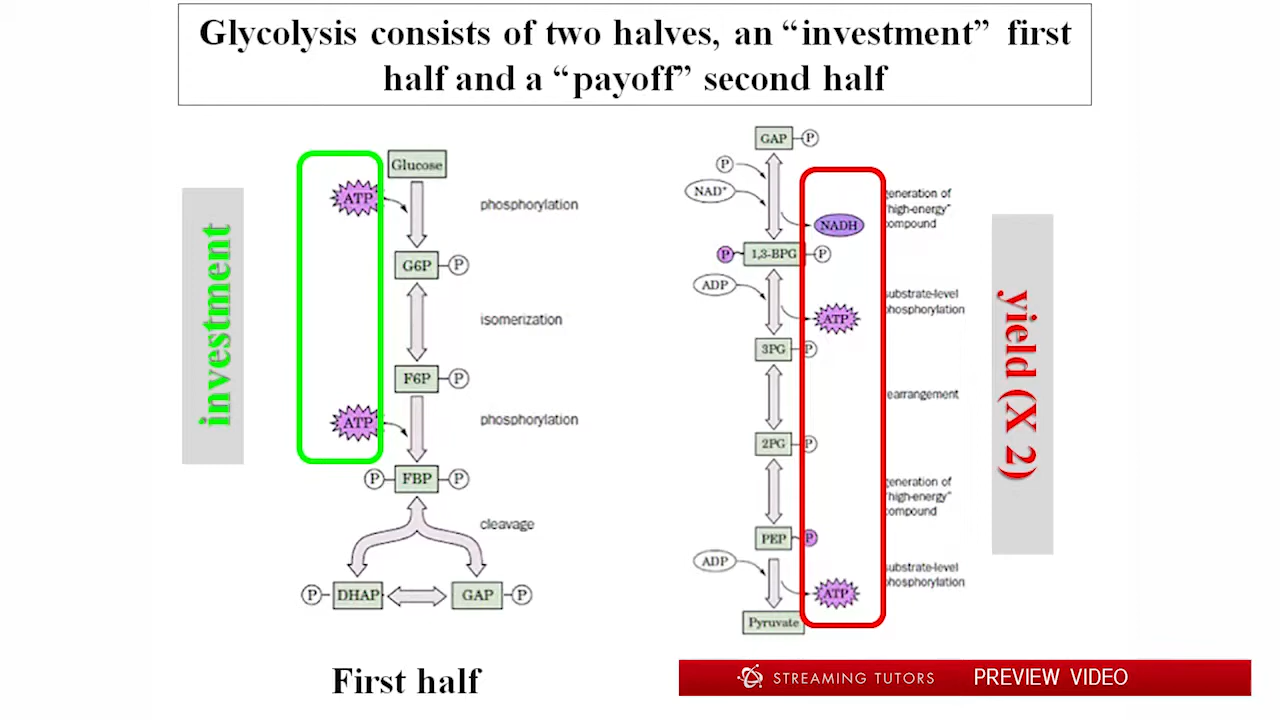 Glycolysis consists of two halves, an “investment” first
half and a “payoff” second half
investment
Glucose
ATP
phosphorylation
G6P P
isomerization
F6P P
ATP
phosphorylation
P FBP P
cleavage
P DHAP GAP P
First half
GAP P
P
NAD+
NADH
generation of
“high-energy”
compound
P 1,3-BPG P
ADP
ATP
substrate-level
phosphorylation
3PG P
rearrangement
2PG P
generation of
“high-energy”
compound
PEP P
ADP
ATP
substrate-level
phosphorylation
Pyruvate
yield (X 2)
STREAMING TUTORS PREVIEW VIDEO